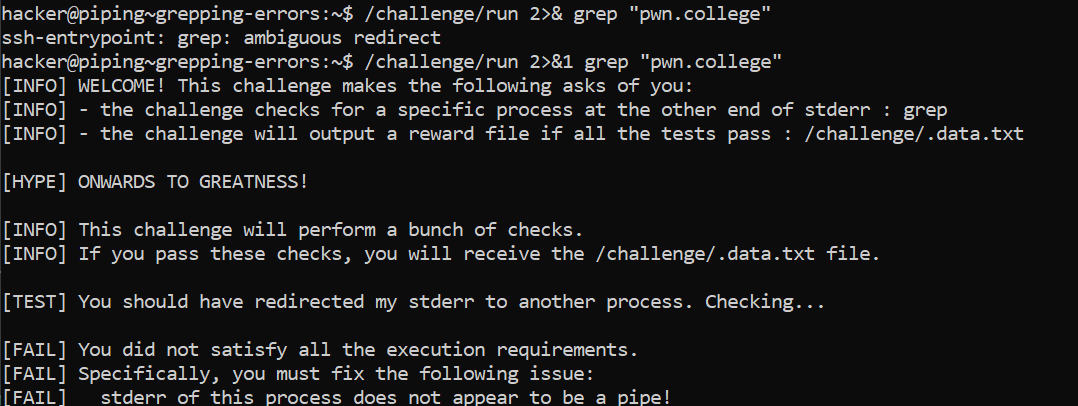 hacker@piping~grepping-errors:~$ /challenge/run 2>& grep "pwn.college"
ssh-entrypoint: grep: ambiguous redirect
hacker@piping~grepping-errors:~$ /challenge/run 2>&1 grep "pwn.college"
[INFO] WELCOME! This challenge makes the following asks of you:
[INFO] - the challenge checks for a specific process at the other end of stderr : grep
[INFO] - the challenge will output a reward file if all the tests pass : /challenge/.data.txt
[HYPE] ONWARDS TO GREATNESS!
[INFO] This challenge will perform a bunch of checks.
[INFO] If you pass these checks, you will receive the /challenge/.data.txt file.
[TEST] You should have redirected my stderr to another process. Checking...
[FAIL] You did not satisfy all the execution requirements.
[FAIL] Specifically, you must fix the following issue:
[FAIL]   stderr of this process does not appear to be a pipe!